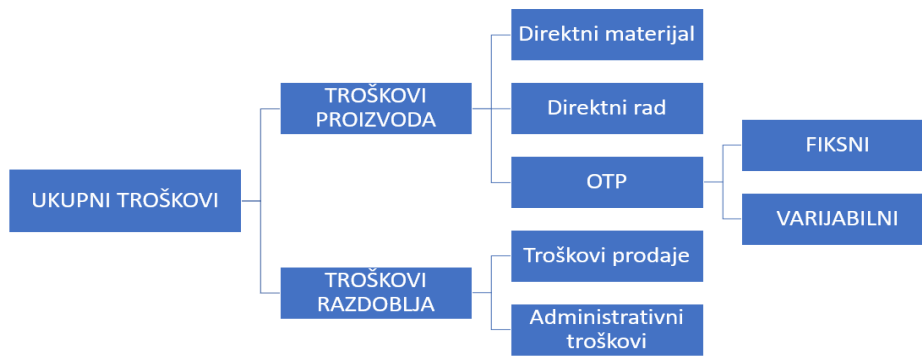 UKUPNI TROŠKOVI
TROŠKOVI
PROIZVODA
Direktni materijal
Direktni rad
OTP
FIKSNI
VARIJABILNI
TROŠKOVI
RAZDOBLJA
Troškovi prodaje
Administrativni
troškovi